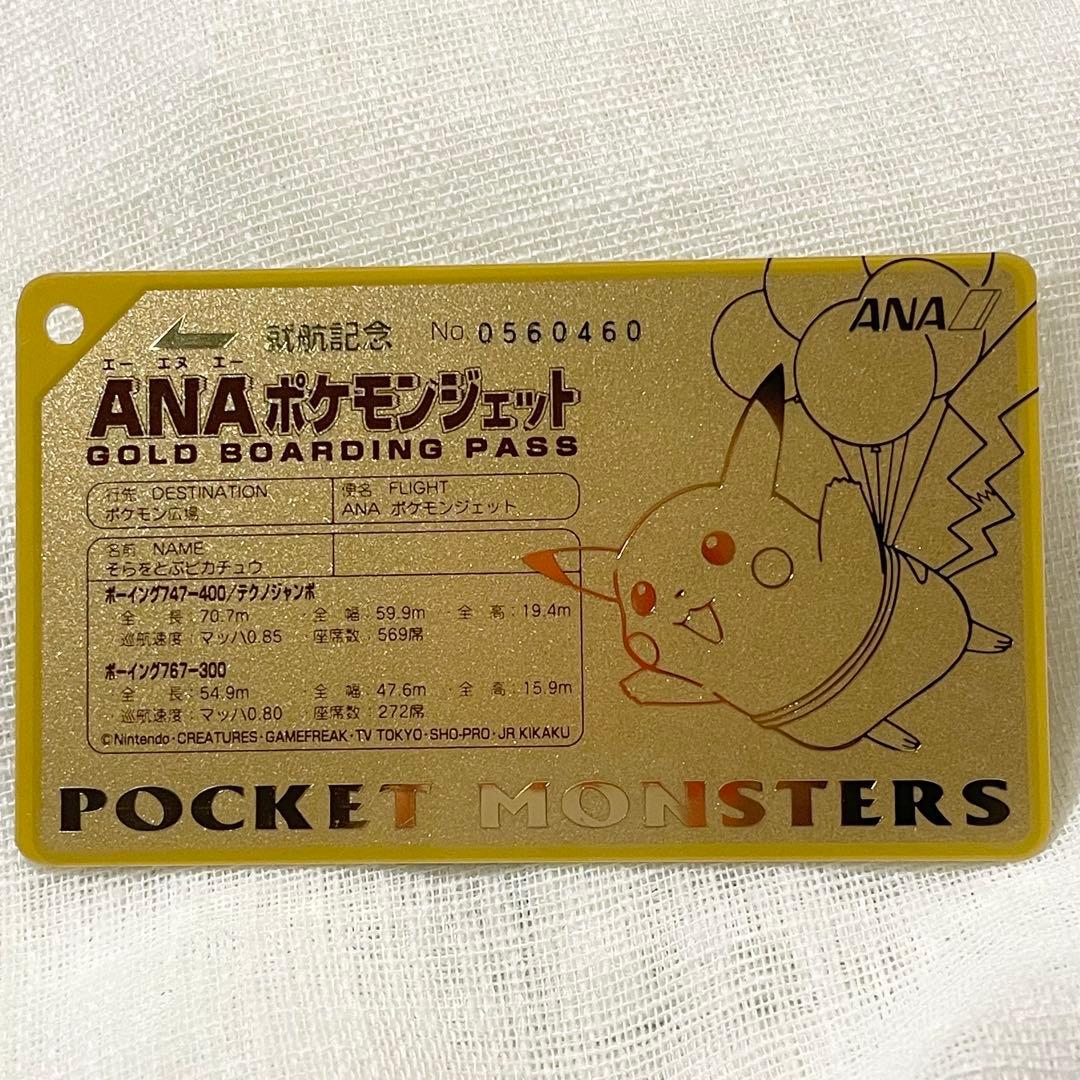 就航記念 No. 0560460
ANA
エー エヌ エー
ANAポケモンジェット
GOLD BOARDING PASS
行先 DESTINATION
ポケモン広場
便名 FLIGHT
ANA ポケモンジェット
名前 NAME
そらをとぶピカチュウ
ボーイング747-400/テクノジャンボ
全 長:70.7m ・全 幅:59.9m ・全 高:19.4m
巡航速度:マッハ0.85 ・座席数:569席
ボーイング767-300
全 長:54.9m ・全 幅:47.6m ・全 高:15.9m
巡航速度:マッハ0.80 ・座席数:272席
©Nintendo・CREATURES・GAMEFREAK・TV TOKYO・SHO-PRO・JR KIKAKU
POCKET MONSTERS